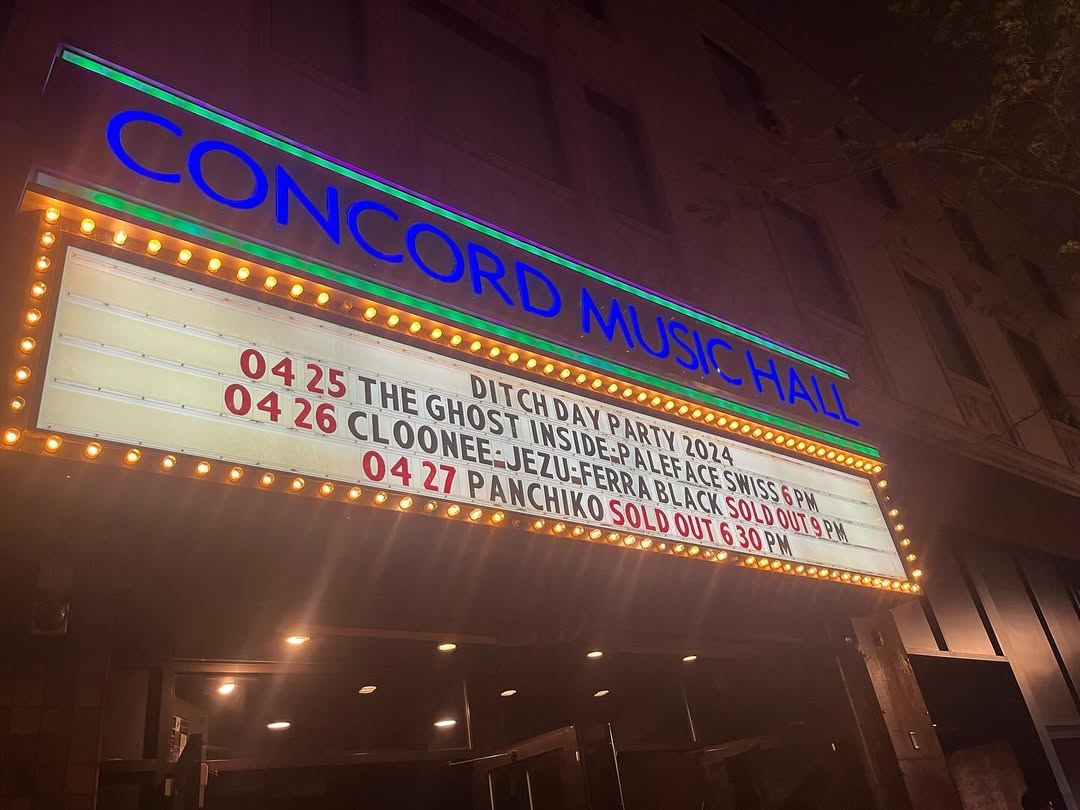 CONCORD MUSIC HALL
DITCH DAY PARTY 2024
04 25 THE GHOST INSIDE-PALEFACE SWISS 6 PM
04 26 CLOONEE-JEZU-FERRA BLACK SOLD OUT 9 PM
04 27 PANCHIKO SOLD OUT 6 30 PM